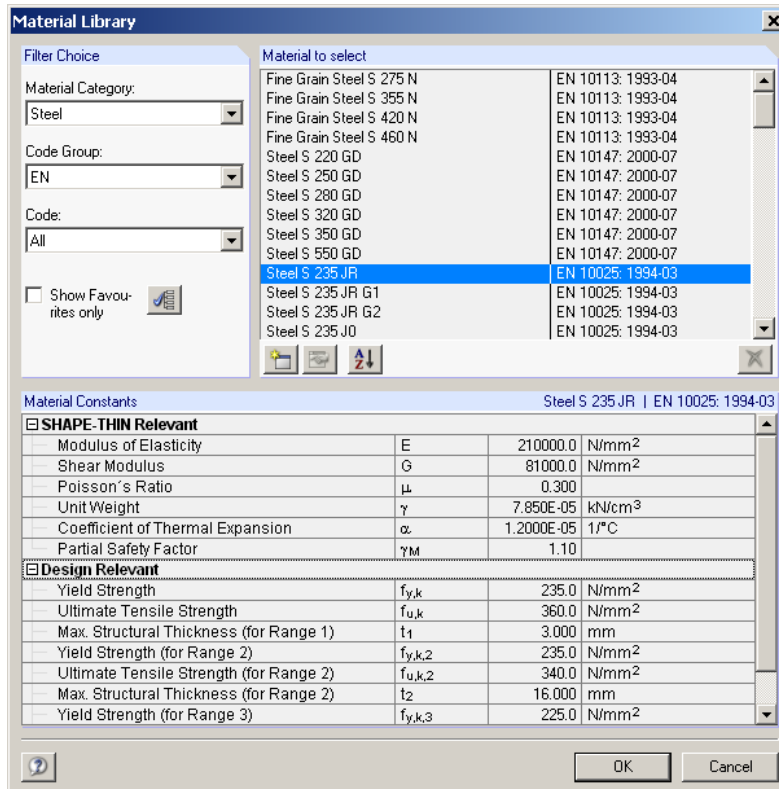 Material Library
Filter Choice
Material Category:
Steel
Code Group:
EN
Code:
All
Show Favou-
rites only
Material to select
Fine Grain Steel S 275 N EN 10113: 1993-04
Fine Grain Steel S 355 N EN 10113: 1993-04
Fine Grain Steel S 420 N EN 10113: 1993-04
Fine Grain Steel S 460 N EN 10113: 1993-04
Steel S 220 GD EN 10147: 2000-07
Steel S 250 GD EN 10147: 2000-07
Steel S 280 GD EN 10147: 2000-07
Steel S 320 GD EN 10147: 2000-07
Steel S 350 GD EN 10147: 2000-07
Steel S 550 GD EN 10147: 2000-07
Steel S 235 JR EN 10025: 1994-03
Steel S 235 JR G1 EN 10025: 1994-03
Steel S 235 JR G2 EN 10025: 1994-03
Steel S 235 J0 EN 10025: 1994-03
Material Constants Steel S 235 JR | EN 10025: 1994-03
SHAPE-THIN Relevant
Modulus of Elasticity E 210000.0 N/mm²
Shear Modulus G 81000.0 N/mm²
Poisson´s Ratio μ 0.300
Unit Weight γ 7.850E-05 kN/cm³
Coefficient of Thermal Expansion α 1.2000E-05 1/°C
Partial Safety Factor γM 1.10
Design Relevant
Yield Strength fy,k 235.0 N/mm²
Ultimate Tensile Strength fu,k 360.0 N/mm²
Max. Structural Thickness (for Range 1) t1 3.000 mm
Yield Strength (for Range 2) fy,k,2 235.0 N/mm²
Ultimate Tensile Strength (for Range 2) fu,k,2 340.0 N/mm²
Max. Structural Thickness (for Range 2) t2 16.000 mm
Yield Strength (for Range 3) fy,k,3 225.0 N/mm²
OK Cancel